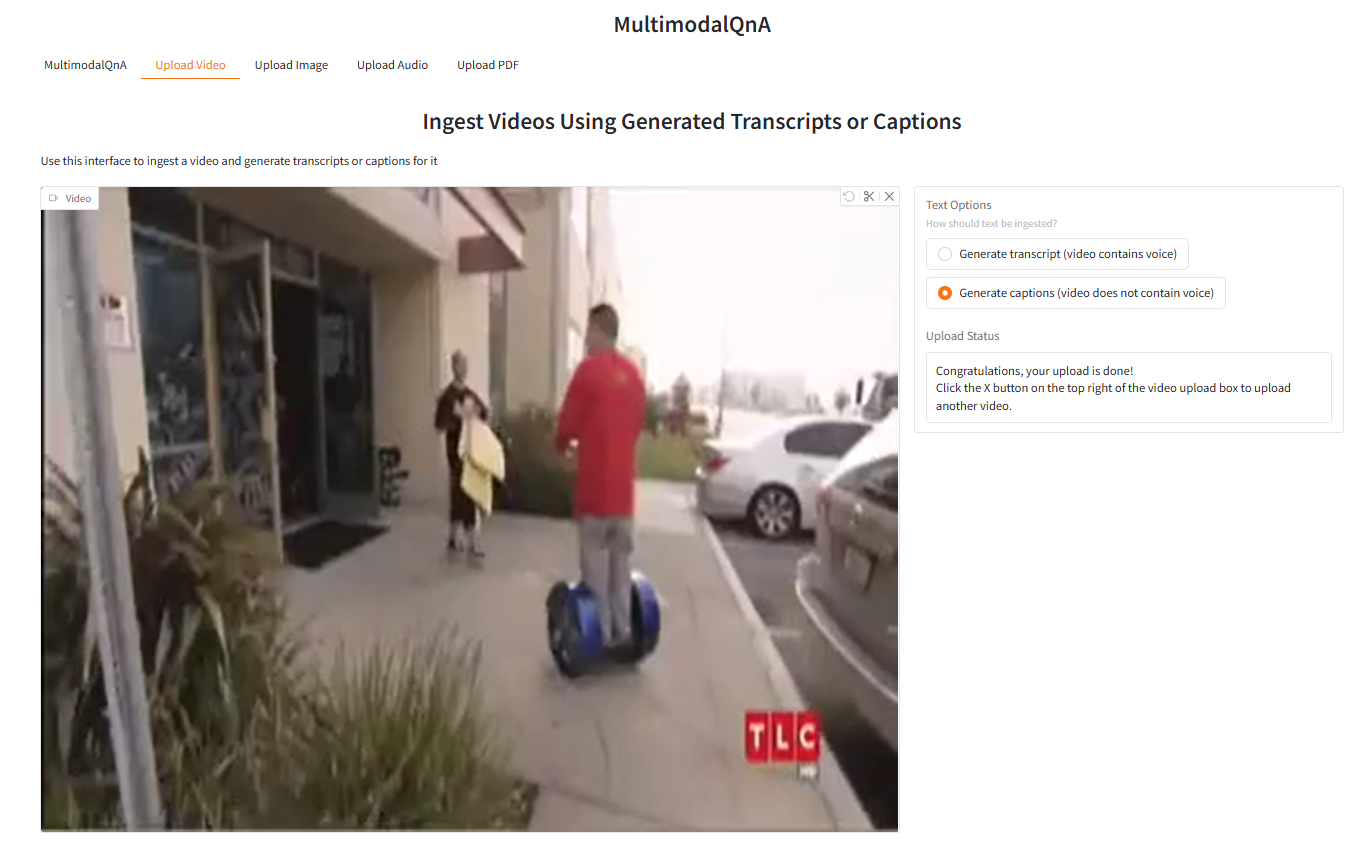 MultimodalQnA
MultimodalQnA
Upload Video
Upload Image
Upload Audio
Upload PDF
Ingest Videos Using Generated Transcripts or Captions
Use this interface to ingest a video and generate transcripts or captions for it
Video
TLC
Text Options
How should text be ingested?
Generate transcript (video contains voice)
Generate captions (video does not contain voice)
Upload Status
Congratulations, your upload is done!
Click the X button on the top right of the video upload box to upload
another video.